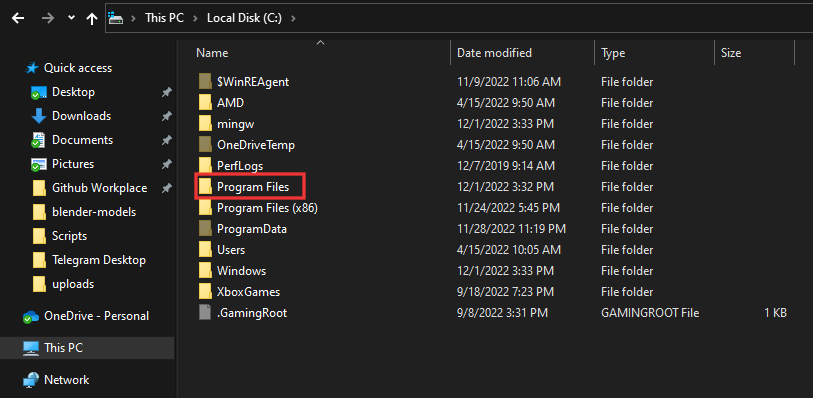 This PC > Local Disk (C:) >
Quick access
Desktop
Downloads
Documents
Pictures
Github Workplace
blender-models
Scripts
Telegram Desktop
uploads
OneDrive - Personal
This PC
Network
Name Date modified Type Size
$WinREAgent 11/9/2022 11:06 AM File folder
AMD 4/15/2022 9:50 AM File folder
mingw 12/1/2022 3:33 PM File folder
OneDriveTemp 4/15/2022 9:50 AM File folder
PerfLogs 12/7/2019 9:14 AM File folder
Program Files 12/1/2022 3:32 PM File folder
Program Files (x86) 11/24/2022 5:45 PM File folder
ProgramData 11/28/2022 11:19 PM File folder
Users 4/15/2022 10:05 AM File folder
Windows 12/1/2022 3:33 PM File folder
XboxGames 9/18/2022 7:23 PM File folder
.GamingRoot 9/8/2022 3:31 PM GAMINGROOT File 1 KB